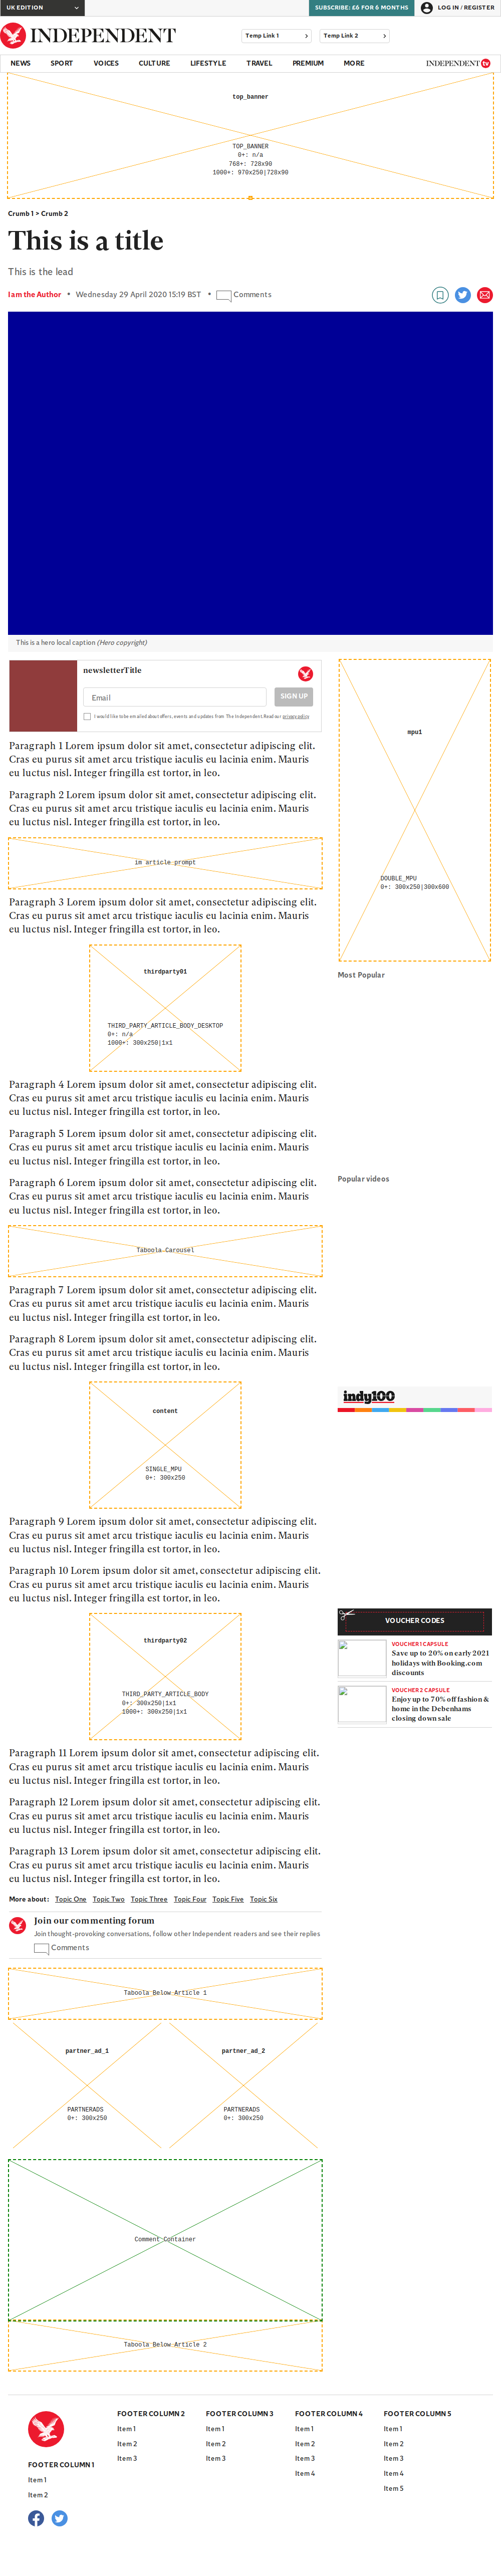 UK EDITION
SUBSCRIBE: £6 FOR 6 MONTHS
LOG IN / REGISTER
INDEPENDENT
Temp Link 1
Temp Link 2
NEWS SPORT VOICES CULTURE LIFESTYLE TRAVEL PREMIUM MORE
INDEPENDENT tv
top_banner
TOP_BANNER
0+: n/a
768+: 728x90
1000+: 970x250|728x90
Crumb 1 > Crumb 2
This is a title
This is the lead
I am the Author • Wednesday 29 April 2020 15:19 BST • Comments
This is a hero local caption (Hero copyright)
newsletterTitle
Email
SIGN UP
I would like to be emailed about offers, events and updates from The Independent. Read our privacy policy
Paragraph 1 Lorem ipsum dolor sit amet, consectetur adipiscing elit.
Cras eu purus sit amet arcu tristique iaculis eu lacinia enim. Mauris
eu luctus nisl. Integer fringilla est tortor, in leo.
Paragraph 2 Lorem ipsum dolor sit amet, consectetur adipiscing elit.
Cras eu purus sit amet arcu tristique iaculis eu lacinia enim. Mauris
eu luctus nisl. Integer fringilla est tortor, in leo.
im article prompt
Paragraph 3 Lorem ipsum dolor sit amet, consectetur adipiscing elit.
Cras eu purus sit amet arcu tristique iaculis eu lacinia enim. Mauris
eu luctus nisl. Integer fringilla est tortor, in leo.
thirdparty01
THIRD_PARTY_ARTICLE_BODY_DESKTOP
0+: n/a
1000+: 300x250|1x1
Paragraph 4 Lorem ipsum dolor sit amet, consectetur adipiscing elit.
Cras eu purus sit amet arcu tristique iaculis eu lacinia enim. Mauris
eu luctus nisl. Integer fringilla est tortor, in leo.
Paragraph 5 Lorem ipsum dolor sit amet, consectetur adipiscing elit.
Cras eu purus sit amet arcu tristique iaculis eu lacinia enim. Mauris
eu luctus nisl. Integer fringilla est tortor, in leo.
Paragraph 6 Lorem ipsum dolor sit amet, consectetur adipiscing elit.
Cras eu purus sit amet arcu tristique iaculis eu lacinia enim. Mauris
eu luctus nisl. Integer fringilla est tortor, in leo.
Taboola Carousel
Paragraph 7 Lorem ipsum dolor sit amet, consectetur adipiscing elit.
Cras eu purus sit amet arcu tristique iaculis eu lacinia enim. Mauris
eu luctus nisl. Integer fringilla est tortor, in leo.
Paragraph 8 Lorem ipsum dolor sit amet, consectetur adipiscing elit.
Cras eu purus sit amet arcu tristique iaculis eu lacinia enim. Mauris
eu luctus nisl. Integer fringilla est tortor, in leo.
content
SINGLE_MPU
0+: 300x250
Paragraph 9 Lorem ipsum dolor sit amet, consectetur adipiscing elit.
Cras eu purus sit amet arcu tristique iaculis eu lacinia enim. Mauris
eu luctus nisl. Integer fringilla est tortor, in leo.
Paragraph 10 Lorem ipsum dolor sit amet, consectetur adipiscing elit.
Cras eu purus sit amet arcu tristique iaculis eu lacinia enim. Mauris
eu luctus nisl. Integer fringilla est tortor, in leo.
thirdparty02
THIRD_PARTY_ARTICLE_BODY
0+: 300x250|1x1
1000+: 300x250|1x1
Paragraph 11 Lorem ipsum dolor sit amet, consectetur adipiscing elit.
Cras eu purus sit amet arcu tristique iaculis eu lacinia enim. Mauris
eu luctus nisl. Integer fringilla est tortor, in leo.
Paragraph 12 Lorem ipsum dolor sit amet, consectetur adipiscing elit.
Cras eu purus sit amet arcu tristique iaculis eu lacinia enim. Mauris
eu luctus nisl. Integer fringilla est tortor, in leo.
Paragraph 13 Lorem ipsum dolor sit amet, consectetur adipiscing elit.
Cras eu purus sit amet arcu tristique iaculis eu lacinia enim. Mauris
eu luctus nisl. Integer fringilla est tortor, in leo.
More about: Topic One Topic Two Topic Three Topic Four Topic Five Topic Six
Join our commenting forum
Join thought-provoking conversations, follow other Independent readers and see their replies
Comments
Taboola Below Article 1
partner_ad_1
PARTNERADS
0+: 300x250
partner_ad_2
PARTNERADS
0+: 300x250
Comment Container
Taboola Below Article 2
mpu1
DOUBLE_MPU
0+: 300x250|300x600
Most Popular
Popular videos
indy100
VOUCHER CODES
VOUCHER 1 CAPSULE
Save up to 20% on early 2021
holidays with Booking.com
discounts
VOUCHER 2 CAPSULE
Enjoy up to 70% off fashion &
home in the Debenhams
closing down sale
FOOTER COLUMN 1
Item 1
Item 2
FOOTER COLUMN 2
Item 1
Item 2
Item 3
FOOTER COLUMN 3
Item 1
Item 2
Item 3
FOOTER COLUMN 4
Item 1
Item 2
Item 3
Item 4
FOOTER COLUMN 5
Item 1
Item 2
Item 3
Item 4
Item 5